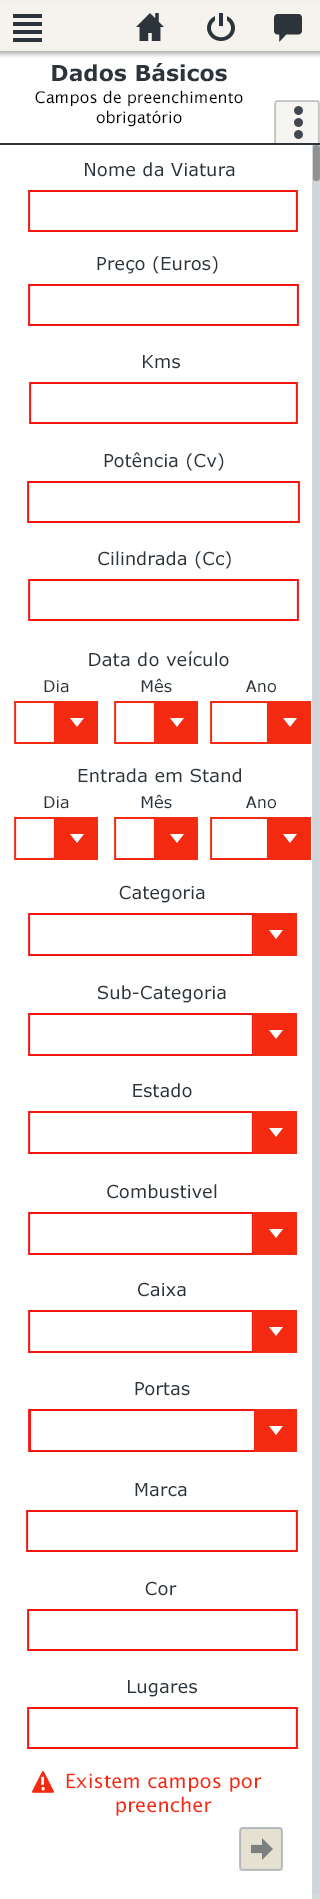 Dados Básicos
Campos de preenchimento
obrigatório
Nome da Viatura
Preço (Euros)
Kms
Potência (Cv)
Cilindrada (Cc)
Data do veículo
Dia Mês Ano
Entrada em Stand
Dia Mês Ano
Categoria
Sub-Categoria
Estado
Combustivel
Caixa
Portas
Marca
Cor
Lugares
Existem campos por
preencher